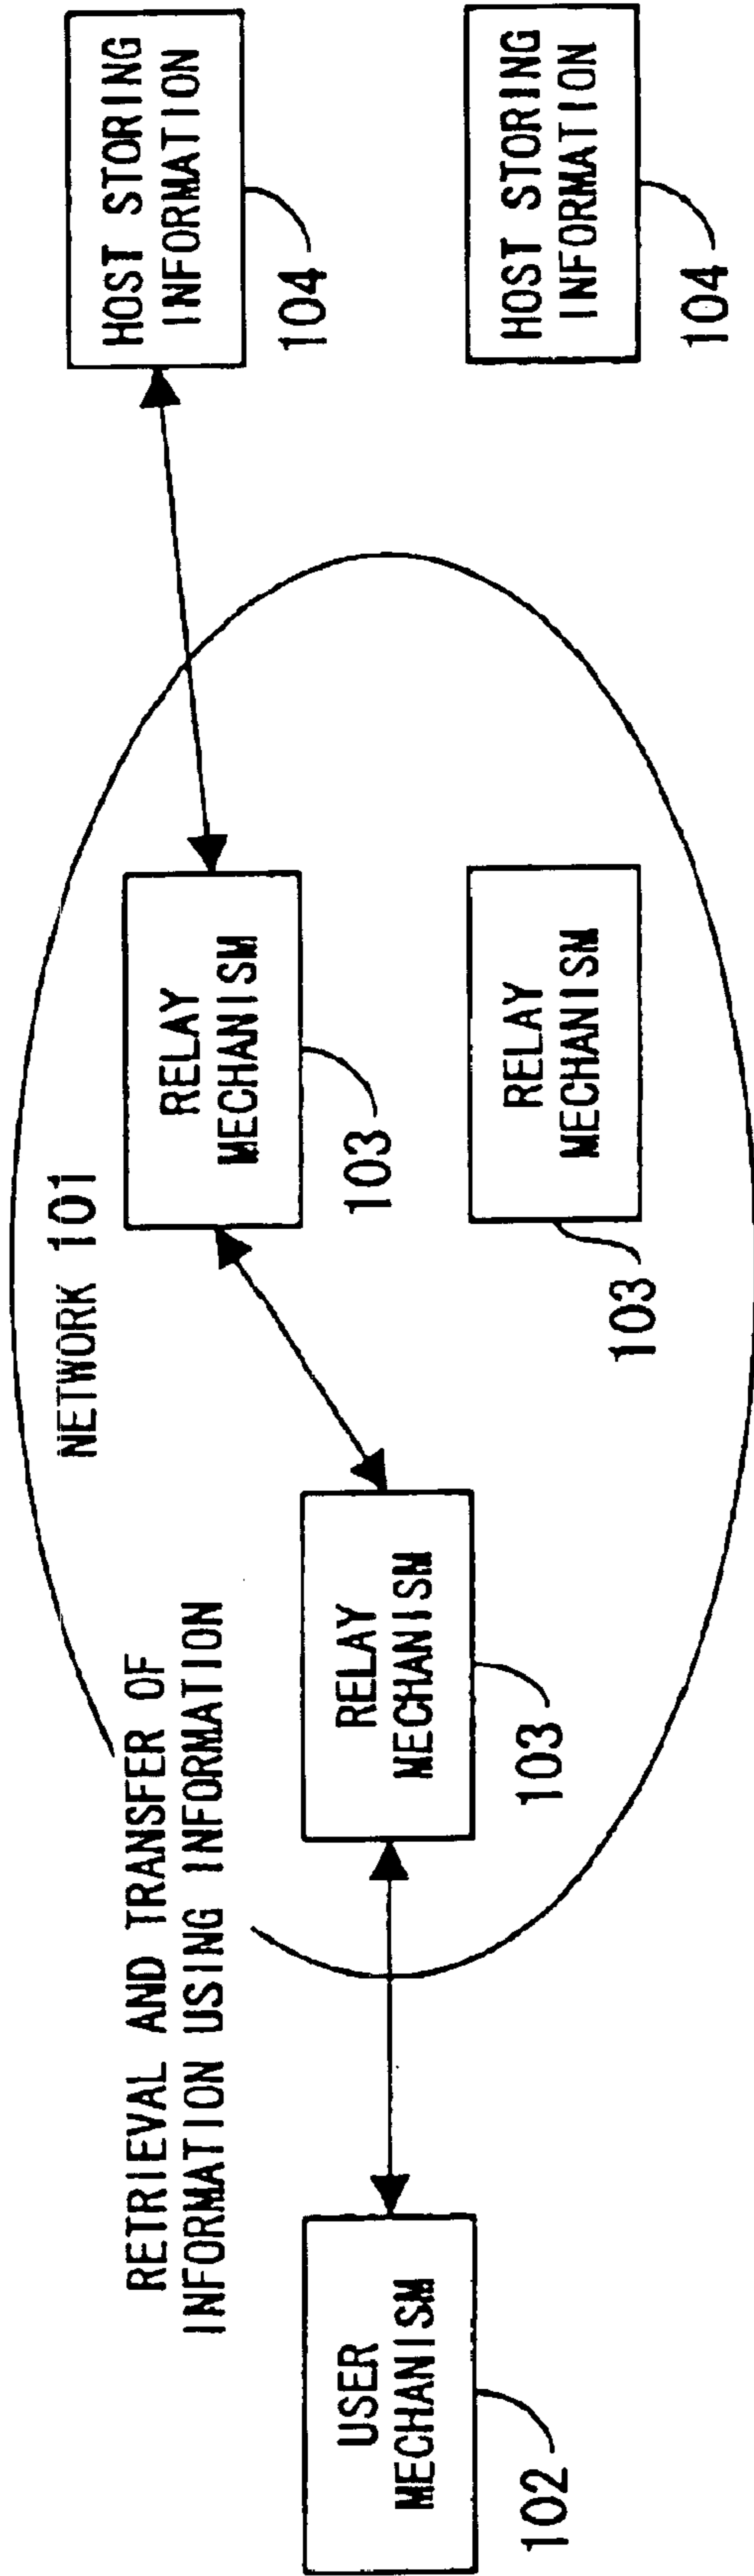 RETRIEVAL AND TRANSFER OF
INFORMATION USING INFORMATION
NETWORK 101
USER
MECHANISM
102
RELAY
MECHANISM
103
RELAY
MECHANISM
103
RELAY
MECHANISM
103
HOST STORING
INFORMATION
104
HOST STORING
INFORMATION
104